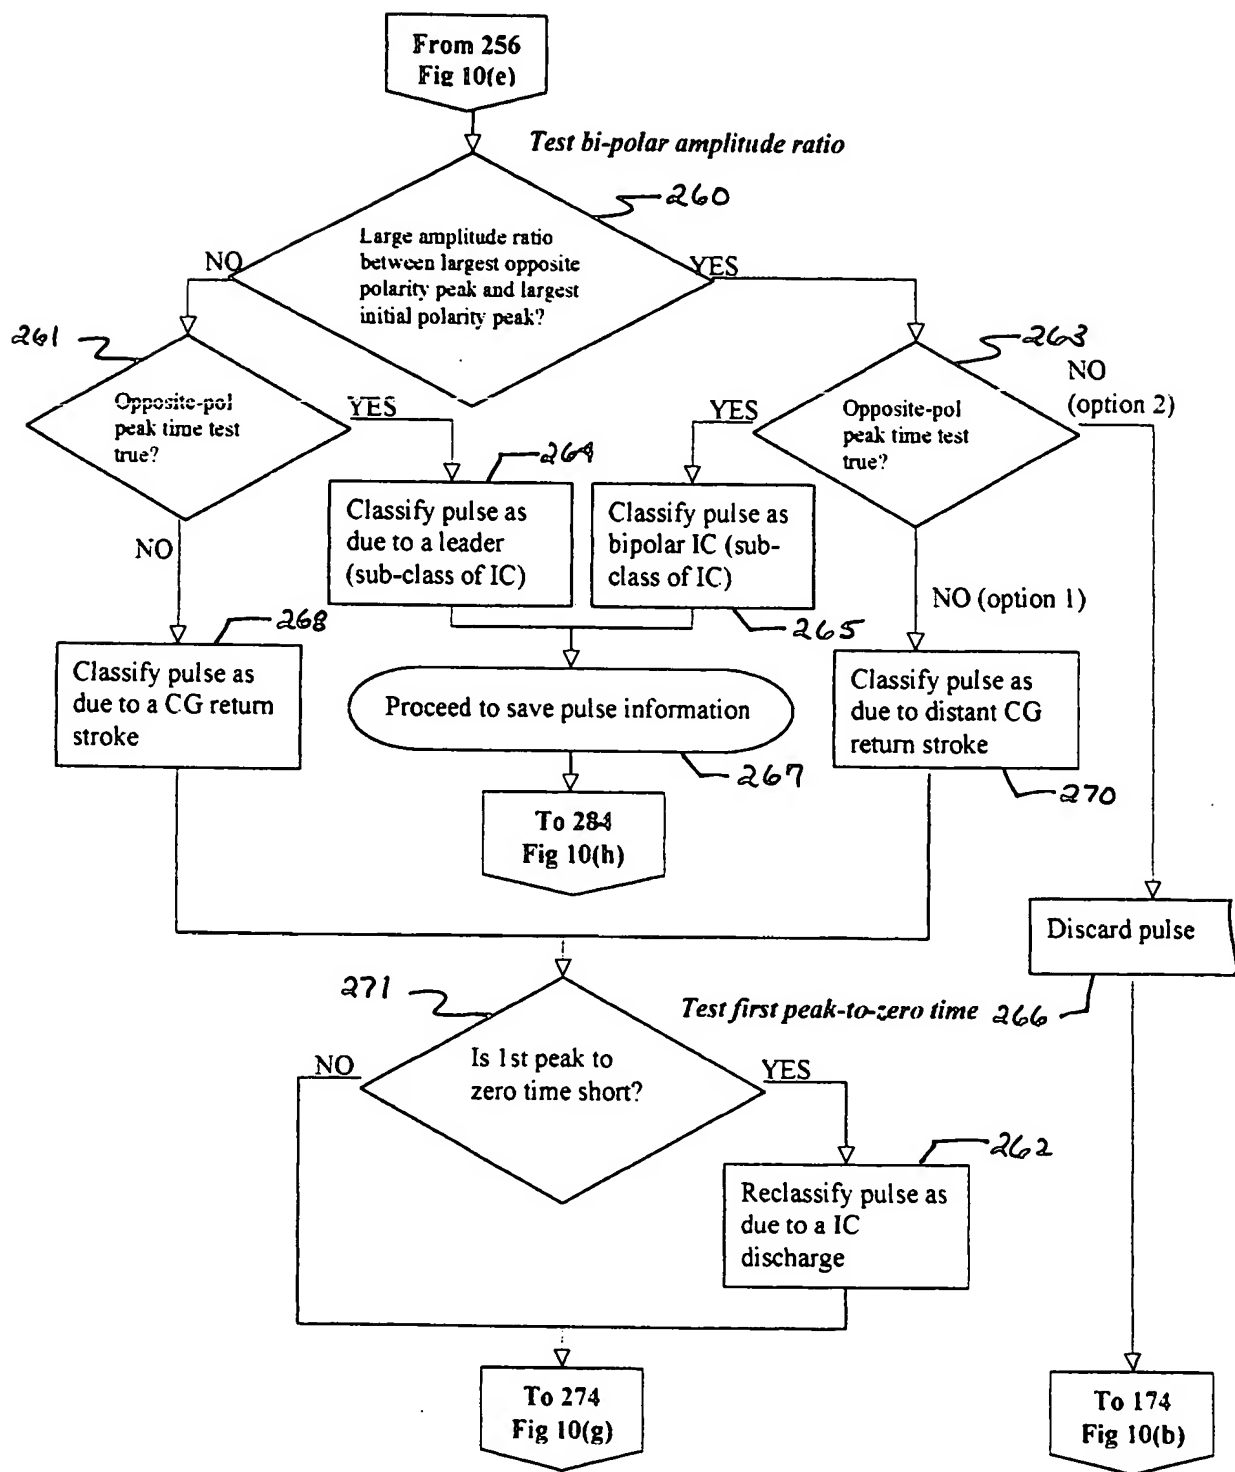 From 256
Fig 10(e)
Test bi-polar amplitude ratio
260
Large amplitude ratio
between largest opposite
polarity peak and largest
initial polarity peak?
NO
YES
261
263
Opposite-pol
peak time test
true?
YES
NO
YES
Opposite-pol
peak time test
true?
NO
(option 2)
264
Classify pulse as
due to a leader
(sub-class of IC)
Classify pulse as
bipolar IC (sub-
class of IC)
265
NO (option 1)
268
Classify pulse as
due to a CG return
stroke
Proceed to save pulse information
267
Classify pulse as
due to distant CG
return stroke
270
To 284
Fig 10(h)
Discard pulse
266
271
Test first peak-to-zero time
Is 1st peak to
zero time short?
NO
YES
262
Reclassify pulse as
due to a IC
discharge
To 274
Fig 10(g)
To 174
Fig 10(b)